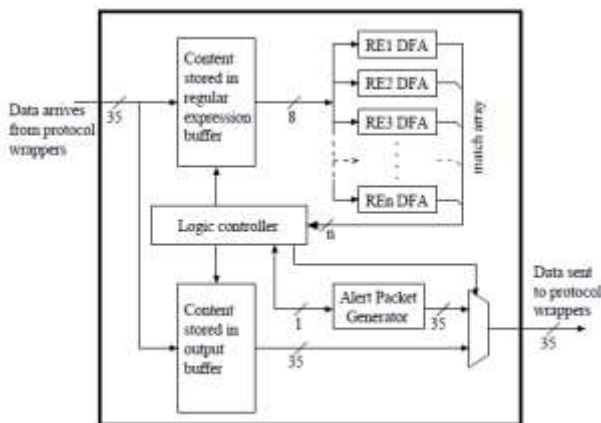 Data arrives
from protocol
wrappers
35
Content
stored in
regular
expression
buffer
8
RE1 DFA
RE2 DFA
RE3 DFA
REn DFA
match array
Logic controller
n
Content
stored in
output
buffer
1
Alert Packet
Generator
35
35
Data sent
to protocol
wrappers
35